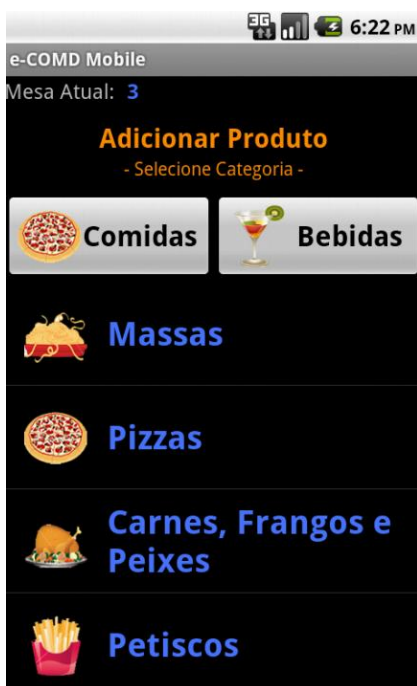 3G 6:22 PM
e-COMD Mobile
Mesa Atual: 3
Adicionar Produto
- Selecione Categoria -
Comidas Bebidas
Massas
Pizzas
Carnes, Frangos e
Peixes
Petiscos